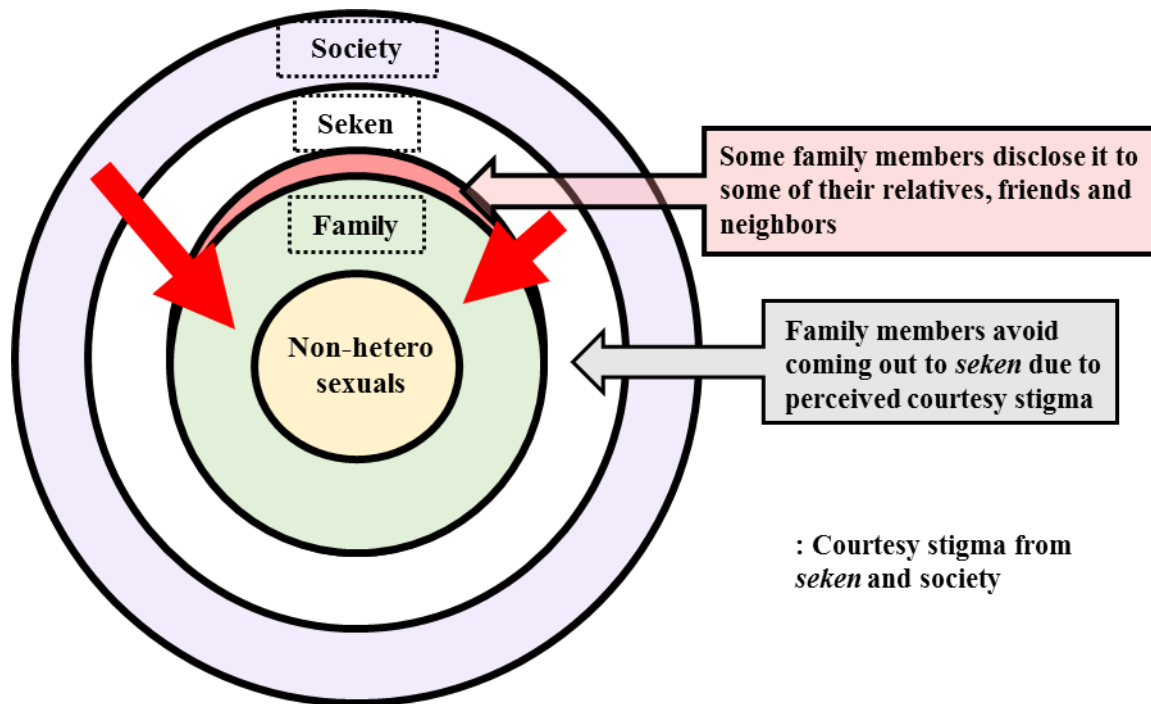 Society
Seken
Family
Non-hetero
sexuals
Some family members disclose it to
some of their relatives, friends and
neighbors
Family members avoid
coming out to seken due to
perceived courtesy stigma
: Courtesy stigma from
seken and society